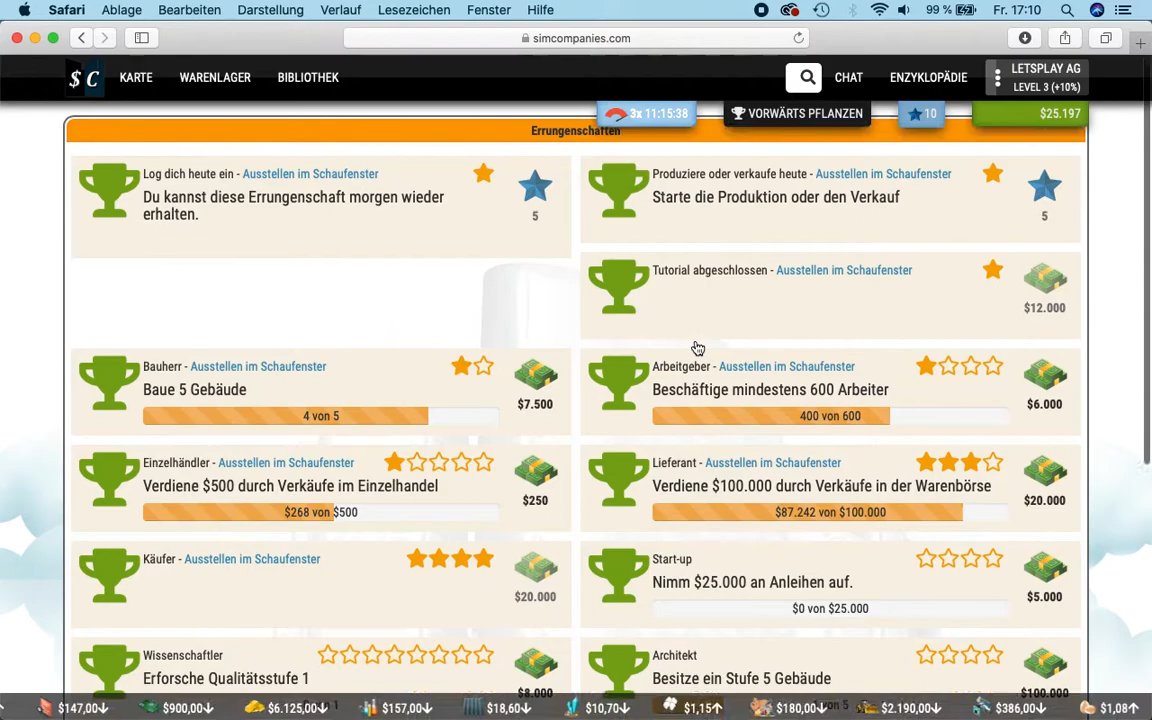 Safari Ablage Bearbeiten Darstellung Verlauf Lesezeichen Fenster Hilfe 99 % Fr. 17:10
simcompanies.com
$ C KARTE WARENLAGER BIBLIOTHEK CHAT ENZYKLOPÄDIE LETSPLAY AG
LEVEL 3 (+10%)
3x 11:15:38 VORWÄRTS PFLANZEN 10 $25.197
Errungenschaften
Log dich heute ein - Ausstellen im Schaufenster
Du kannst diese Errungenschaft morgen wieder
erhalten.
5
Produziere oder verkaufe heute - Ausstellen im Schaufenster
Starte die Produktion oder den Verkauf
5
Tutorial abgeschlossen - Ausstellen im Schaufenster
$12.000
Bauherr - Ausstellen im Schaufenster
Baue 5 Gebäude
$7.500
4 von 5
Arbeitgeber - Ausstellen im Schaufenster
Beschäftige mindestens 600 Arbeiter
$6.000
400 von 600
Einzelhändler - Ausstellen im Schaufenster
Verdiene $500 durch Verkäufe im Einzelhandel
$250
$268 von $500
Lieferant - Ausstellen im Schaufenster
Verdiene $100.000 durch Verkäufe in der Warenbörse
$20.000
$87.242 von $100.000
Käufer - Ausstellen im Schaufenster
$20.000
Start-up
Nimm $25.000 an Anleihen auf.
$5.000
$0 von $25.000
Wissenschaftler
Erforsche Qualitätsstufe 1
$8.000
Architekt
Besitze ein Stufe 5 Gebäude
$100.000
$147,00↓ $900,00↓ $6.125,00↓ $157,00↓ $18,60↓ $10,70↓ $1,15↑ $180,00↓ $2.190,00↓ $386,00↓ $1,08↑